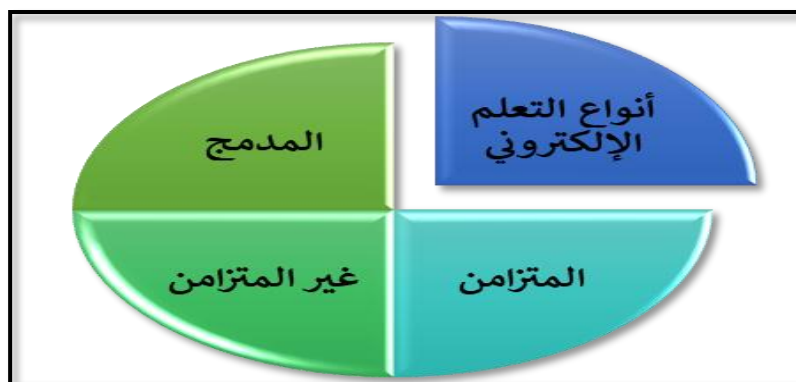 أنواع التعلم
الإلكتروني
المدمج
المتزامن
غير المتزامن